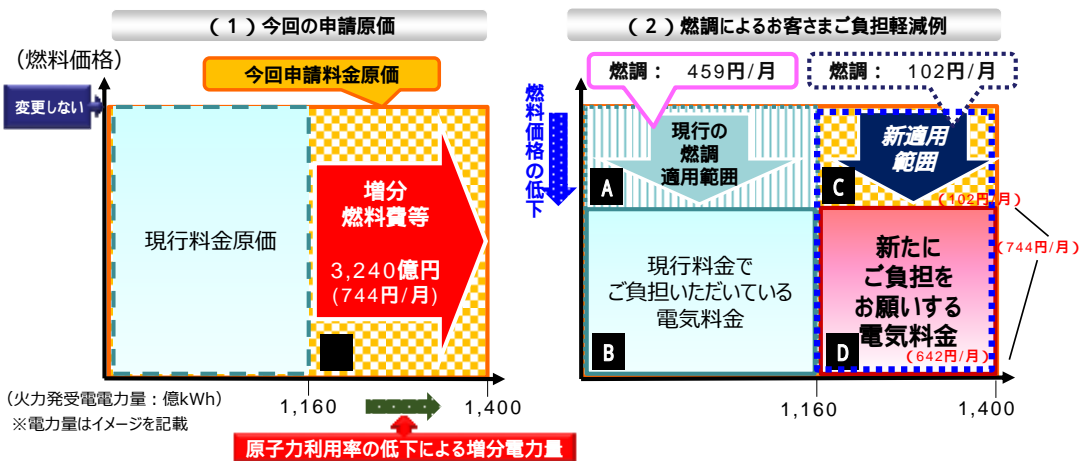 （１）今回の申請原価
（燃料価格）
今回申請料金原価
変更しない
現行料金原価
増分
燃料費等
3,240億円
(744円/月)
1,160
1,400
（火力発受電電力量：億kWh）
※電力量はイメージを記載
原子力利用率の低下による増分電力量
（２）燃調によるお客さまご負担軽減例
燃調： 459円/月
燃調： 102円/月
燃料価格の低下
現行の
燃調
適用範囲
新適用
範囲
A
C
(102円/月)
(744円/月)
現行料金で
ご負担いただいている
電気料金
新たに
ご負担を
お願いする
電気料金
B
D
(642円/月)
1,160
1,400